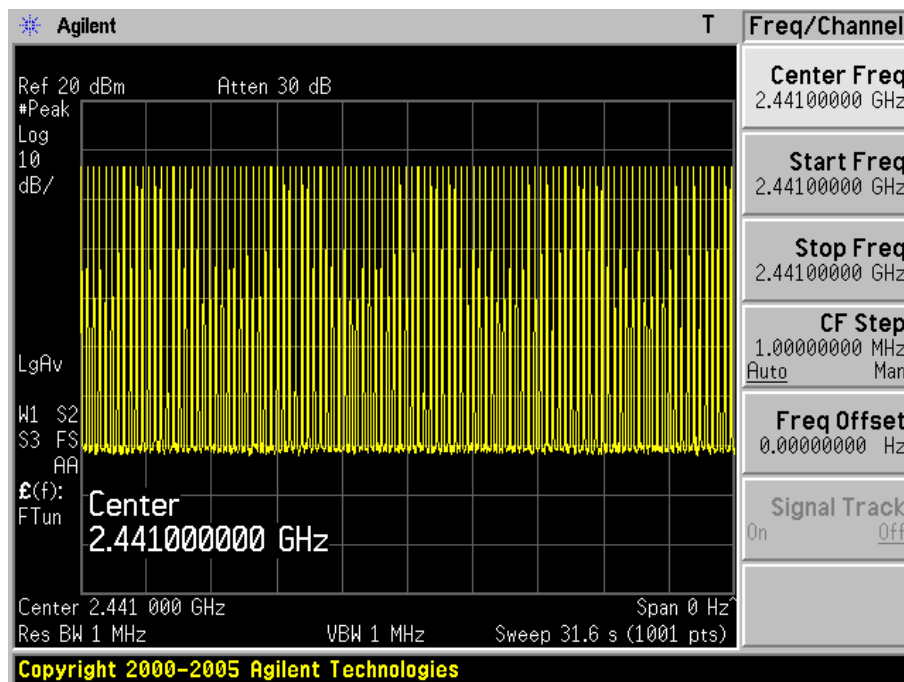 Agilent T Freq/Channel
Ref 20 dBm Atten 30 dB
#Peak
Log
10
dB/
LgAv
W1 S2
S3 FS
AA
£(f):
FTun
Center
2.441000000 GHz
Center 2.441 000 GHz Span 0 Hz^
Res BW 1 MHz VBW 1 MHz Sweep 31.6 s (1001 pts)
Copyright 2000-2005 Agilent Technologies
Center Freq
2.44100000 GHz
Start Freq
2.44100000 GHz
Stop Freq
2.44100000 GHz
CF Step
1.00000000 MHz
Auto Man
Freq Offset
0.00000000 Hz
Signal Track
On Off